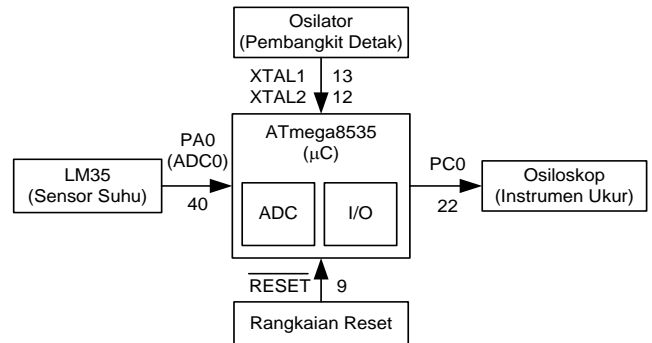 Osilator
(Pembangkit Detak)
XTAL1 13
XTAL2 12
ATmega8535
(µC)
PA0
(ADC0)
PC0
LM35
(Sensor Suhu)
40
ADC
I/O
22
Osiloskop
(Instrumen Ukur)
RESET 9
Rangkaian Reset